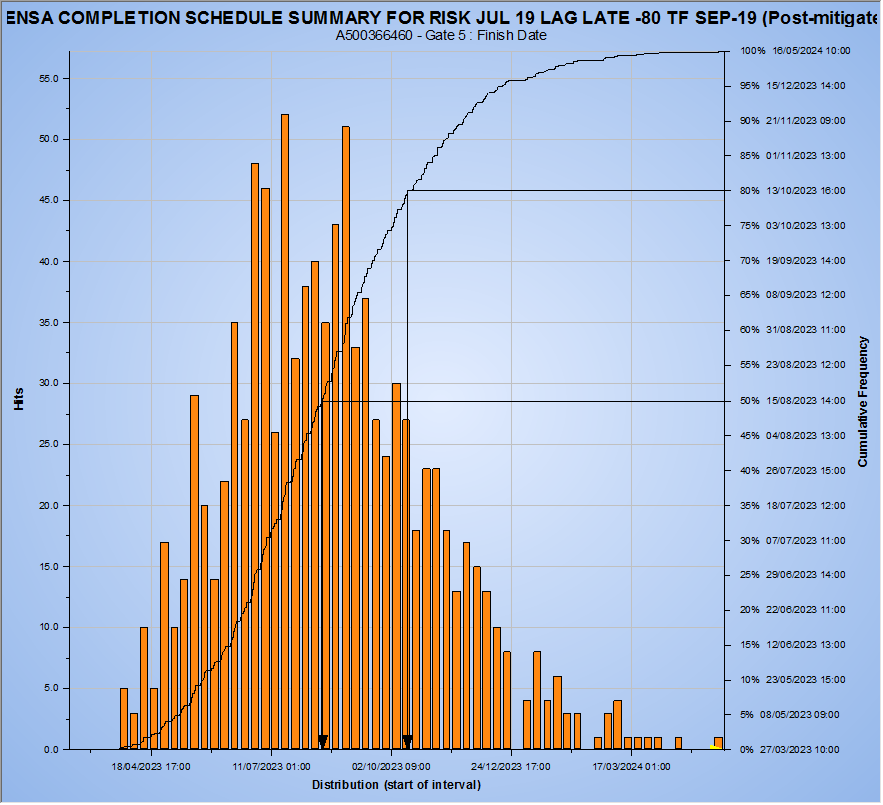 ENSA COMPLETION SCHEDULE SUMMARY FOR RISK JUL 19 LAG LATE -80 TF SEP-19 (Post-mitigate
A500366460 - Gate 5 : Finish Date
100% 16/05/2024 10:00
55.0
95% 15/12/2023 14:00
50.0
90% 21/11/2023 09:00
85% 01/11/2023 13:00
45.0
80% 13/10/2023 16:00
75% 03/10/2023 13:00
40.0
70% 19/09/2023 14:00
65% 08/09/2023 12:00
35.0
60% 31/08/2023 11:00
55% 23/08/2023 12:00
30.0
50% 15/08/2023 14:00
Hits
Cumulative Frequency
45% 04/08/2023 13:00
25.0
40% 26/07/2023 15:00
20.0
35% 18/07/2023 12:00
30% 07/07/2023 11:00
15.0
25% 29/06/2023 14:00
20% 22/06/2023 11:00
10.0
15% 12/06/2023 13:00
10% 23/05/2023 15:00
5.0
5% 08/05/2023 09:00
0.0
0% 27/03/2023 10:00
18/04/2023 17:00 11/07/2023 01:00 02/10/2023 09:00 24/12/2023 17:00 17/03/2024 01:00
Distribution (start of interval)